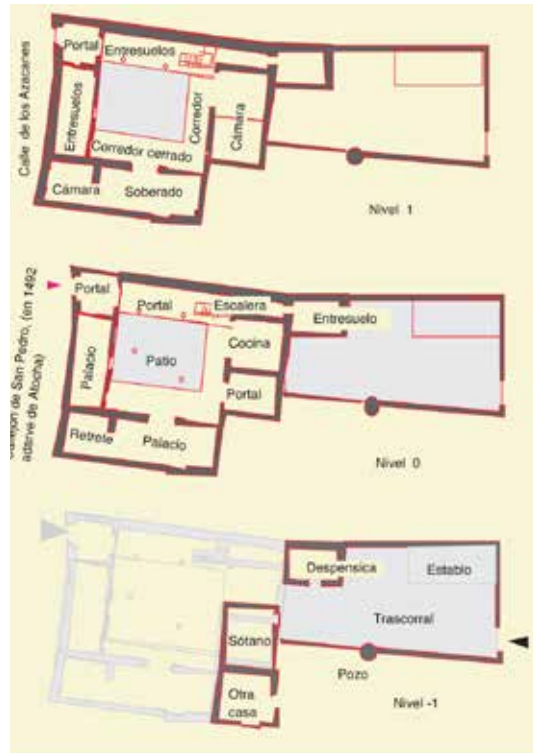 Portal
Entresuelos
Calle de los Azacanes
Entresuelos
Corredor
Cámara
Corredor cerrado
Cámara
Soberado
Nivel 1
Portal
Portal
Escalera
Entresuelo
Callejón de San Pedro, (en 1492
adarve de Atocha)
Palacio
Patio
Cocina
Portal
Retrete
Palacio
Nivel 0
Despensica
Establo
Trascorral
Sótano
Pozo
Otra
casa
Nivel -1